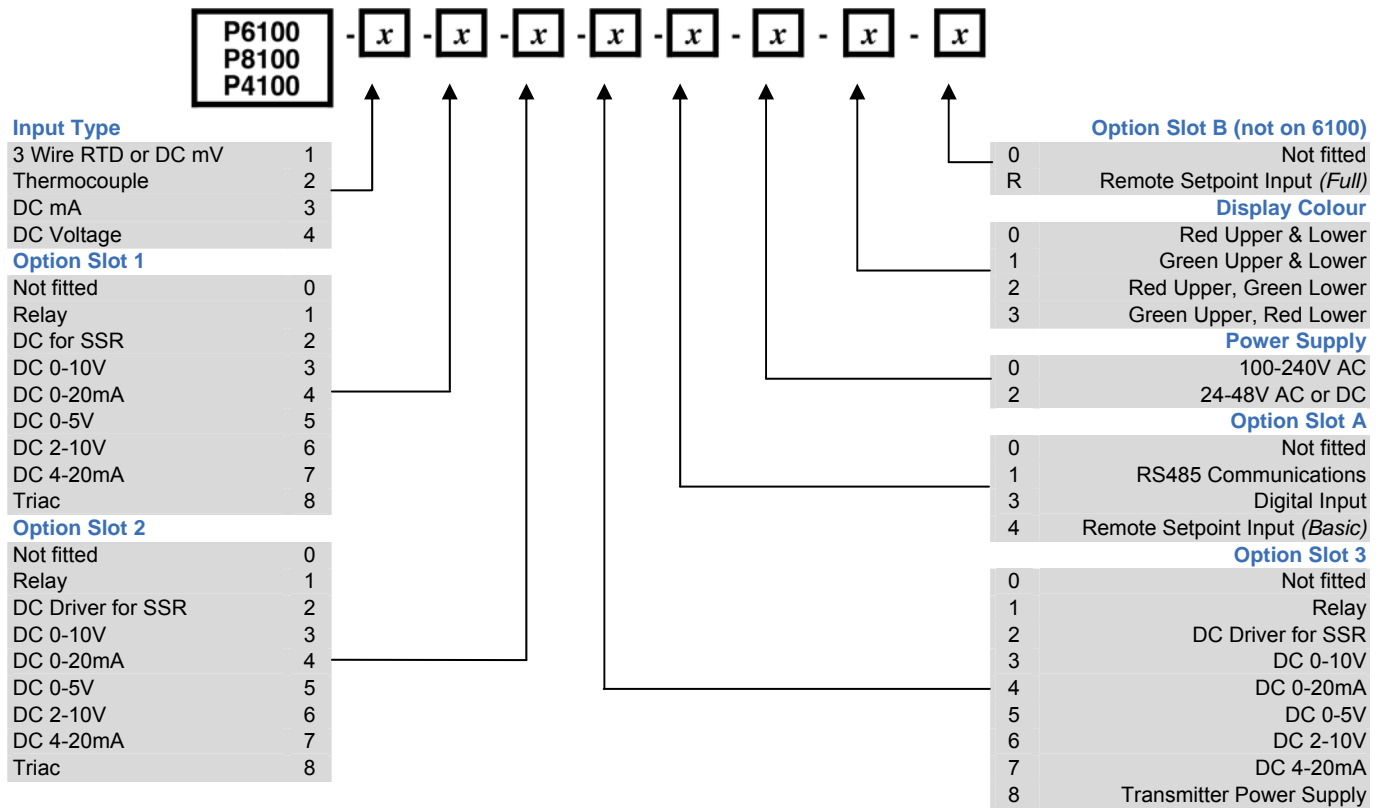 P6100
P8100
P4100
- x - x - x - x - x - x - x - x
Input Type
3 Wire RTD or DC mV 1
Thermocouple 2
DC mA 3
DC Voltage 4
Option Slot 1
Not fitted 0
Relay 1
DC for SSR 2
DC 0-10V 3
DC 0-20mA 4
DC 0-5V 5
DC 2-10V 6
DC 4-20mA 7
Triac 8
Option Slot 2
Not fitted 0
Relay 1
DC Driver for SSR 2
DC 0-10V 3
DC 0-20mA 4
DC 0-5V 5
DC 2-10V 6
DC 4-20mA 7
Triac 8
Option Slot B (not on 6100)
0 Not fitted
R Remote Setpoint Input (Full)
Display Colour
0 Red Upper & Lower
1 Green Upper & Lower
2 Red Upper, Green Lower
3 Green Upper, Red Lower
Power Supply
0 100-240V AC
2 24-48V AC or DC
Option Slot A
0 Not fitted
1 RS485 Communications
3 Digital Input
4 Remote Setpoint Input (Basic)
Option Slot 3
0 Not fitted
1 Relay
2 DC Driver for SSR
3 DC 0-10V
4 DC 0-20mA
5 DC 0-5V
6 DC 2-10V
7 DC 4-20mA
8 Transmitter Power Supply